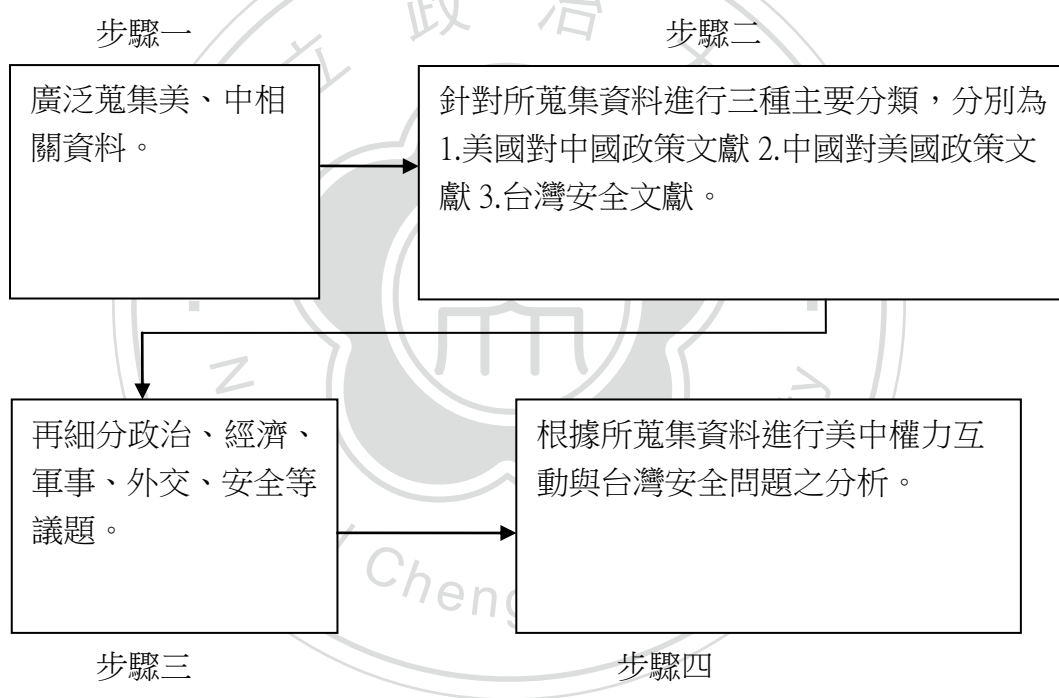 政 治
立 大
步驟一
步驟二
廣泛蒐集美、中相
關資料。
針對所蒐集資料進行三種主要分類，分別為
1.美國對中國政策文獻 2.中國對美國政策文
獻 3.台灣安全文獻。
再細分政治、經濟、
軍事、外交、安全等
議題。
根據所蒐集資料進行美中權力互
動與台灣安全問題之分析。
Cheng
步驟三
步驟四